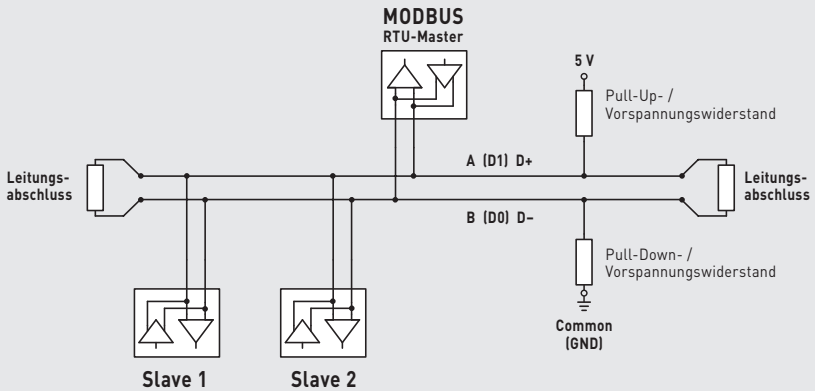 MODBUS
RTU-Master
5 V
Pull-Up- /
Vorspannungswiderstand
A (D1) D+
Leitungs-
abschluss
Leitungs-
abschluss
B (D0) D–
Pull-Down- /
Vorspannungswiderstand
Common
(GND)
Slave 1
Slave 2